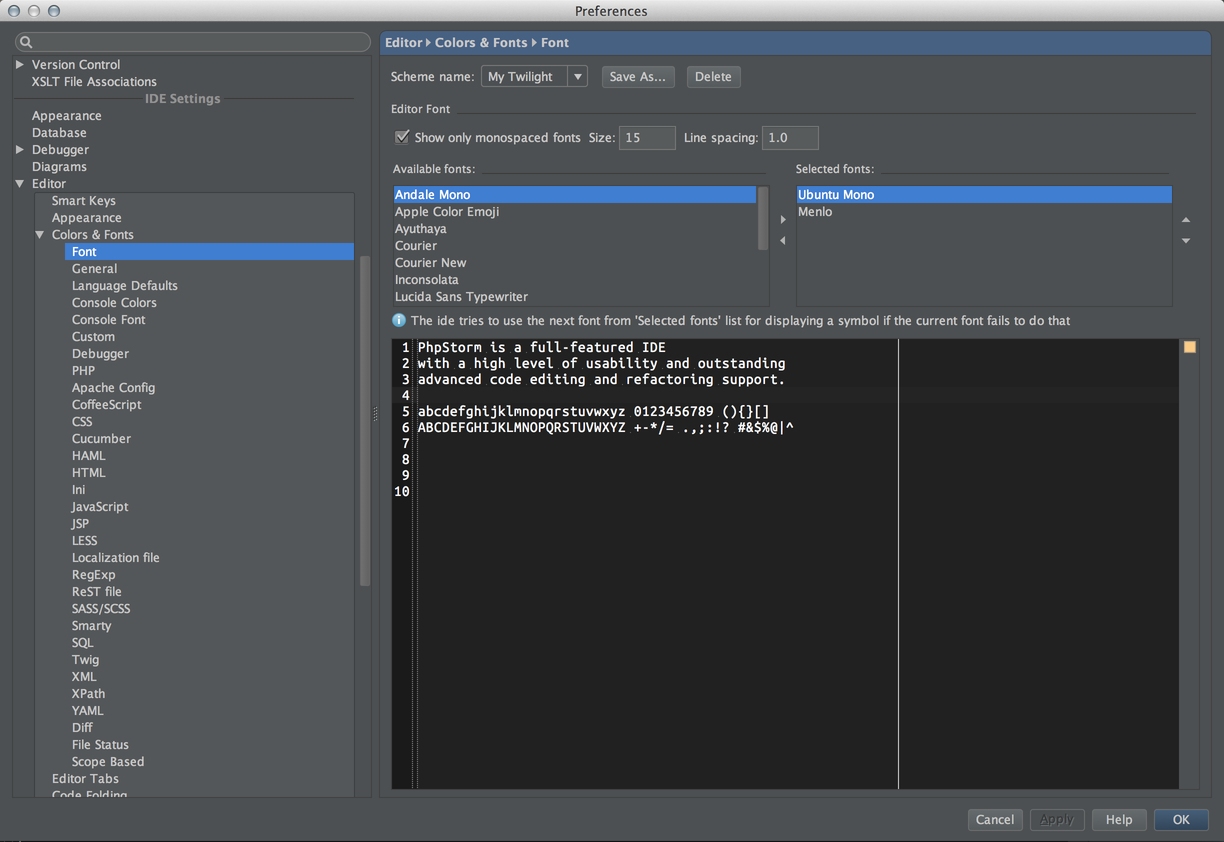 Preferences
Version Control
XSLT File Associations
IDE Settings
Appearance
Database
Debugger
Diagrams
Editor
Smart Keys
Appearance
Colors & Fonts
Font
General
Language Defaults
Console Colors
Console Font
Custom
Debugger
PHP
Apache Config
CoffeeScript
CSS
Cucumber
HAML
HTML
Ini
JavaScript
JSP
LESS
Localization file
RegExp
ReST file
SASS/SCSS
Smarty
SQL
Twig
XML
XPath
YAML
Diff
File Status
Scope Based
Editor Tabs
Code Folding
Editor Colors & Fonts Font
Scheme name: My Twilight Save As... Delete
Editor Font
Show only monospaced fonts Size: 15 Line spacing: 1.0
Available fonts:
Andale Mono
Apple Color Emoji
Ayuthaya
Courier
Courier New
Inconsolata
Lucida Sans Typewriter
Selected fonts:
Ubuntu Mono
Menlo
The ide tries to use the next font from 'Selected fonts' list for displaying a symbol if the current font fails to do that
1 PhpStorm is a full-featured IDE
2 with a high level of usability and outstanding
3 advanced code editing and refactoring support.
4
5 abcdefghijklmnopqrstuvwxyz 0123456789 (){}[]
6 ABCDEFGHIJKLMNOPQRSTUVWXYZ +-*/= .,;:!? #&$%@|^
7
8
9
10
Cancel Apply Help OK